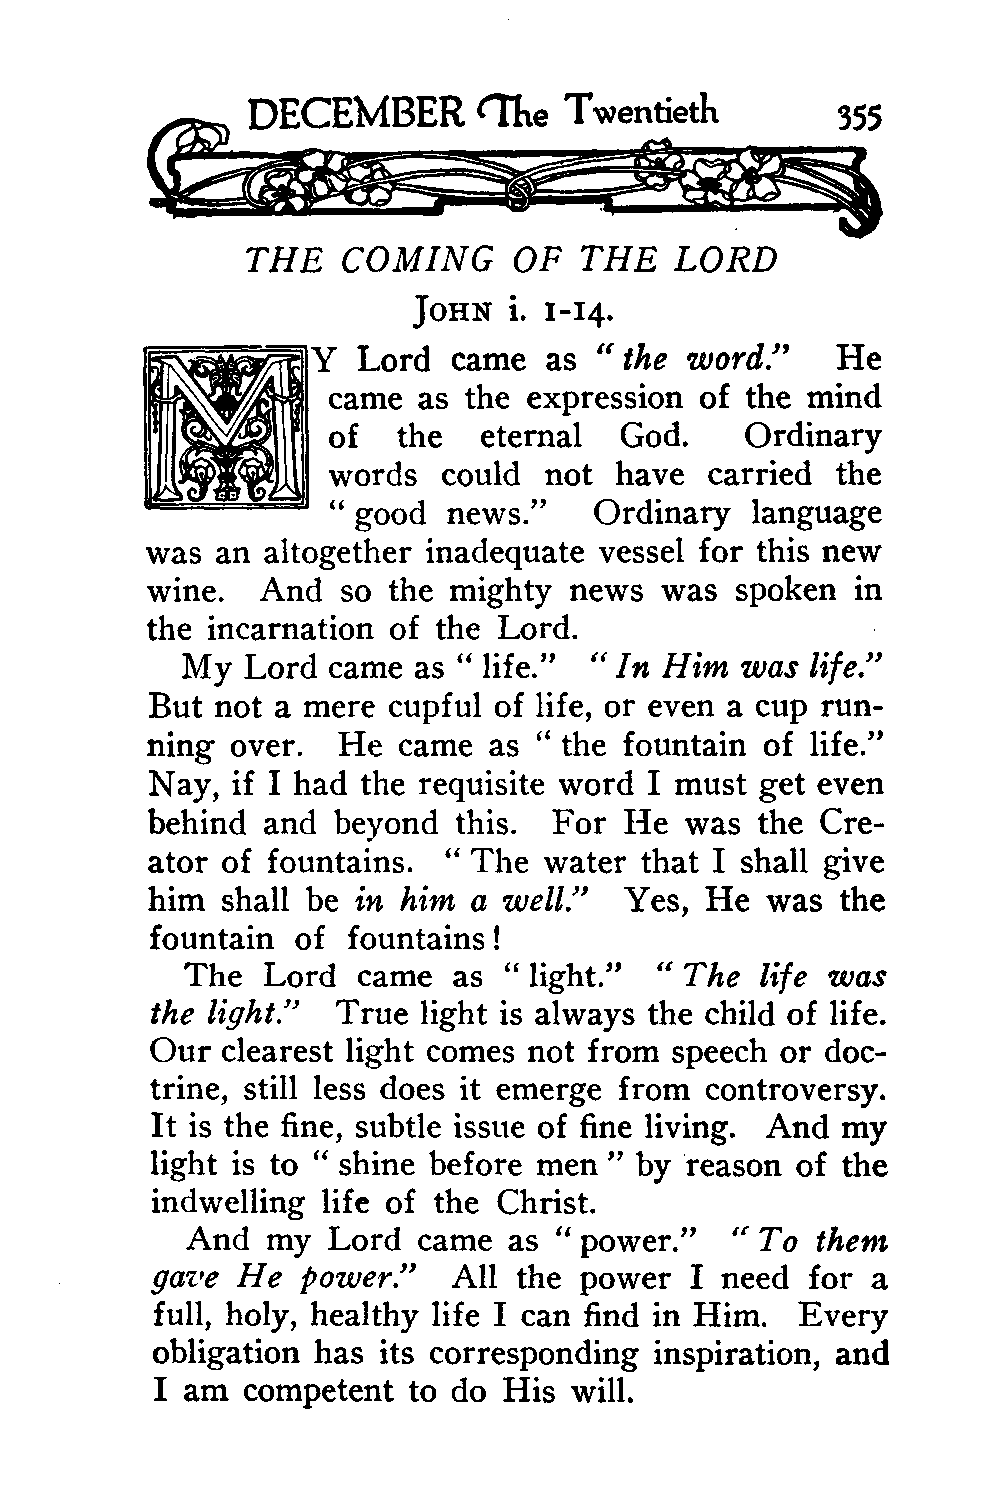 DECEMBER The Twentieth 355
THE COMING OF THE LORD
JOHN i. 1-14.
MY Lord came as "the word." He
came as the expression of the mind
of the eternal God. Ordinary
words could not have carried the
"good news." Ordinary language
was an altogether inadequate vessel for this new
wine. And so the mighty news was spoken in
the incarnation of the Lord.
My Lord came as "life." "In Him was life."
But not a mere cupful of life, or even a cup run-
ning over. He came as "the fountain of life."
Nay, if I had the requisite word I must get even
behind and beyond this. For He was the Cre-
ator of fountains. "The water that I shall give
him shall be in him a well." Yes, He was the
fountain of fountains!
The Lord came as "light." "The life was
the light." True light is always the child of life.
Our clearest light comes not from speech or doc-
trine, still less does it emerge from controversy.
It is the fine, subtle issue of fine living. And my
light is to "shine before men" by reason of the
indwelling life of the Christ.
And my Lord came as "power." "To them
gave He power." All the power I need for a
full, holy, healthy life I can find in Him. Every
obligation has its corresponding inspiration, and
I am competent to do His will.